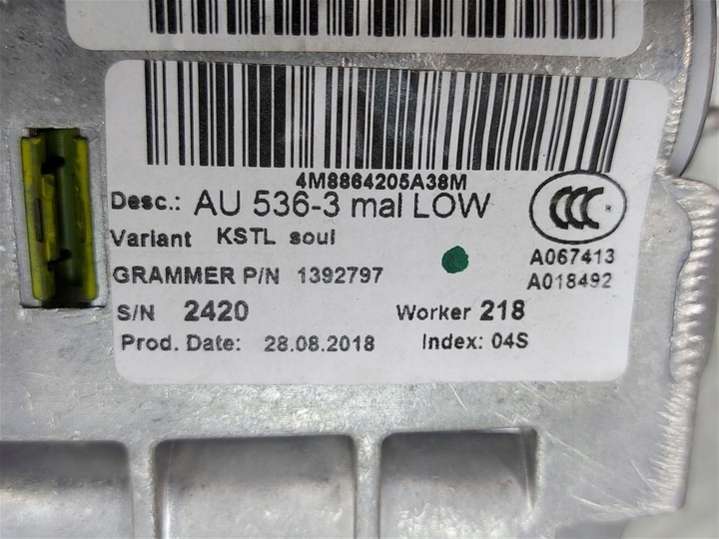 4M8864205A38M
Desc.: AU 536-3 mal LOW
Variant KSTL soul
CCC
A067413
GRAMMER P/N 1392797
A018492
S/N 2420 Worker 218
Prod. Date: 28.08.2018 Index: 04S